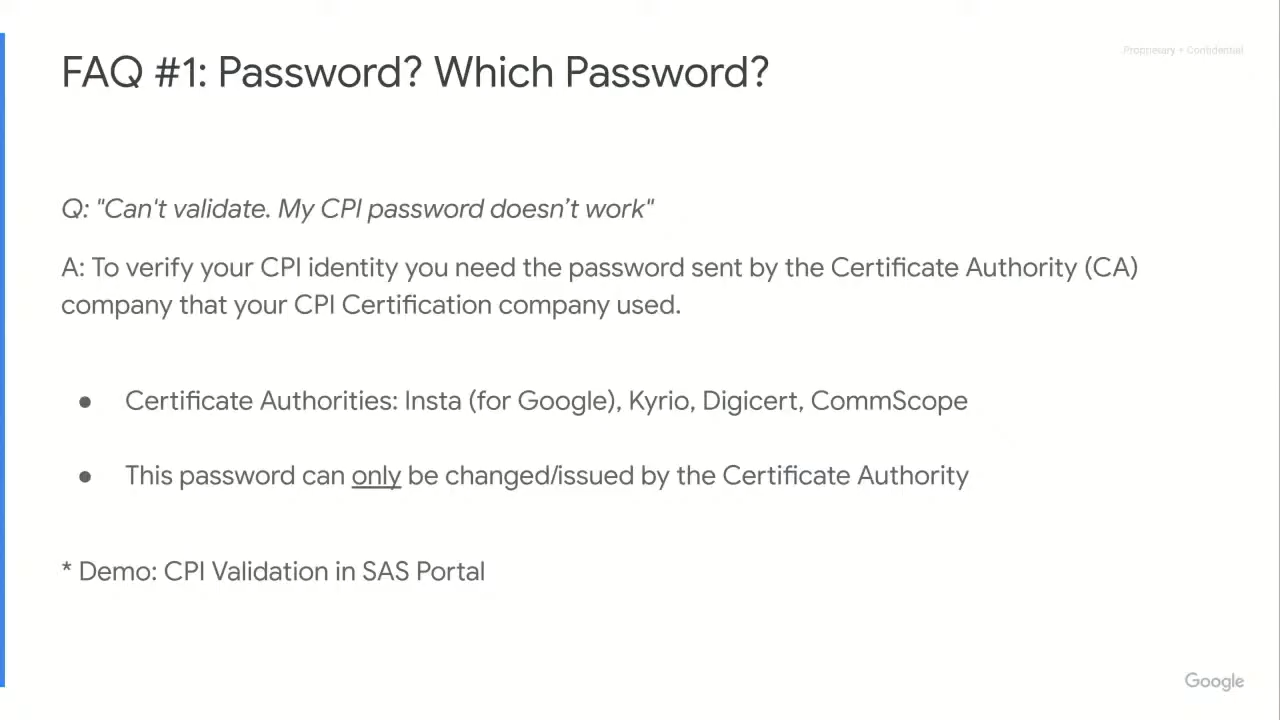 Proprietary + Confidential
FAQ #1: Password? Which Password?
Q: "Can't validate. My CPI password doesn’t work"
A: To verify your CPI identity you need the password sent by the Certificate Authority (CA)
company that your CPI Certification company used.
● Certificate Authorities: Insta (for Google), Kyrio, Digicert, CommScope
● This password can only be changed/issued by the Certificate Authority
* Demo: CPI Validation in SAS Portal
Google